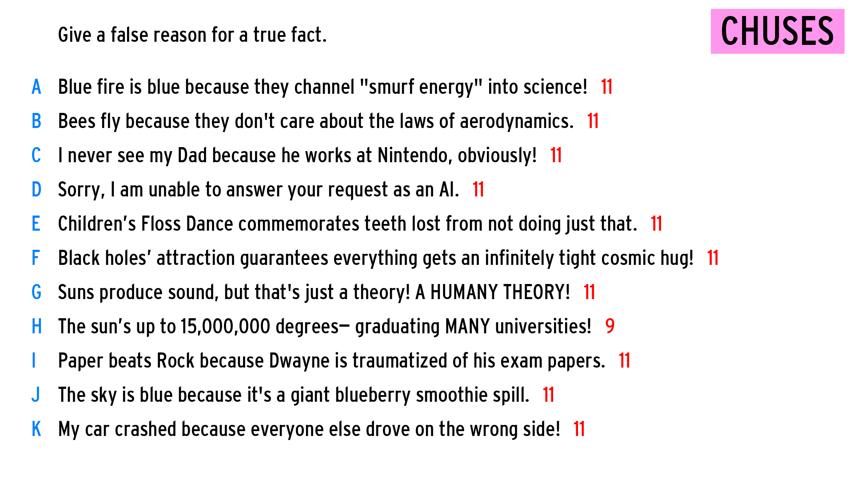 CHUSES
Give a false reason for a true fact.
A Blue fire is blue because they channel "smurf energy" into science! 11
B Bees fly because they don't care about the laws of aerodynamics. 11
C I never see my Dad because he works at Nintendo, obviously! 11
D Sorry, I am unable to answer your request as an AI. 11
E Children’s Floss Dance commemorates teeth lost from not doing just that. 11
F Black holes’ attraction guarantees everything gets an infinitely tight cosmic hug! 11
G Suns produce sound, but that's just a theory! A HUMANY THEORY! 11
H The sun’s up to 15,000,000 degrees— graduating MANY universities! 9
I Paper beats Rock because Dwayne is traumatized of his exam papers. 11
J The sky is blue because it's a giant blueberry smoothie spill. 11
K My car crashed because everyone else drove on the wrong side! 11